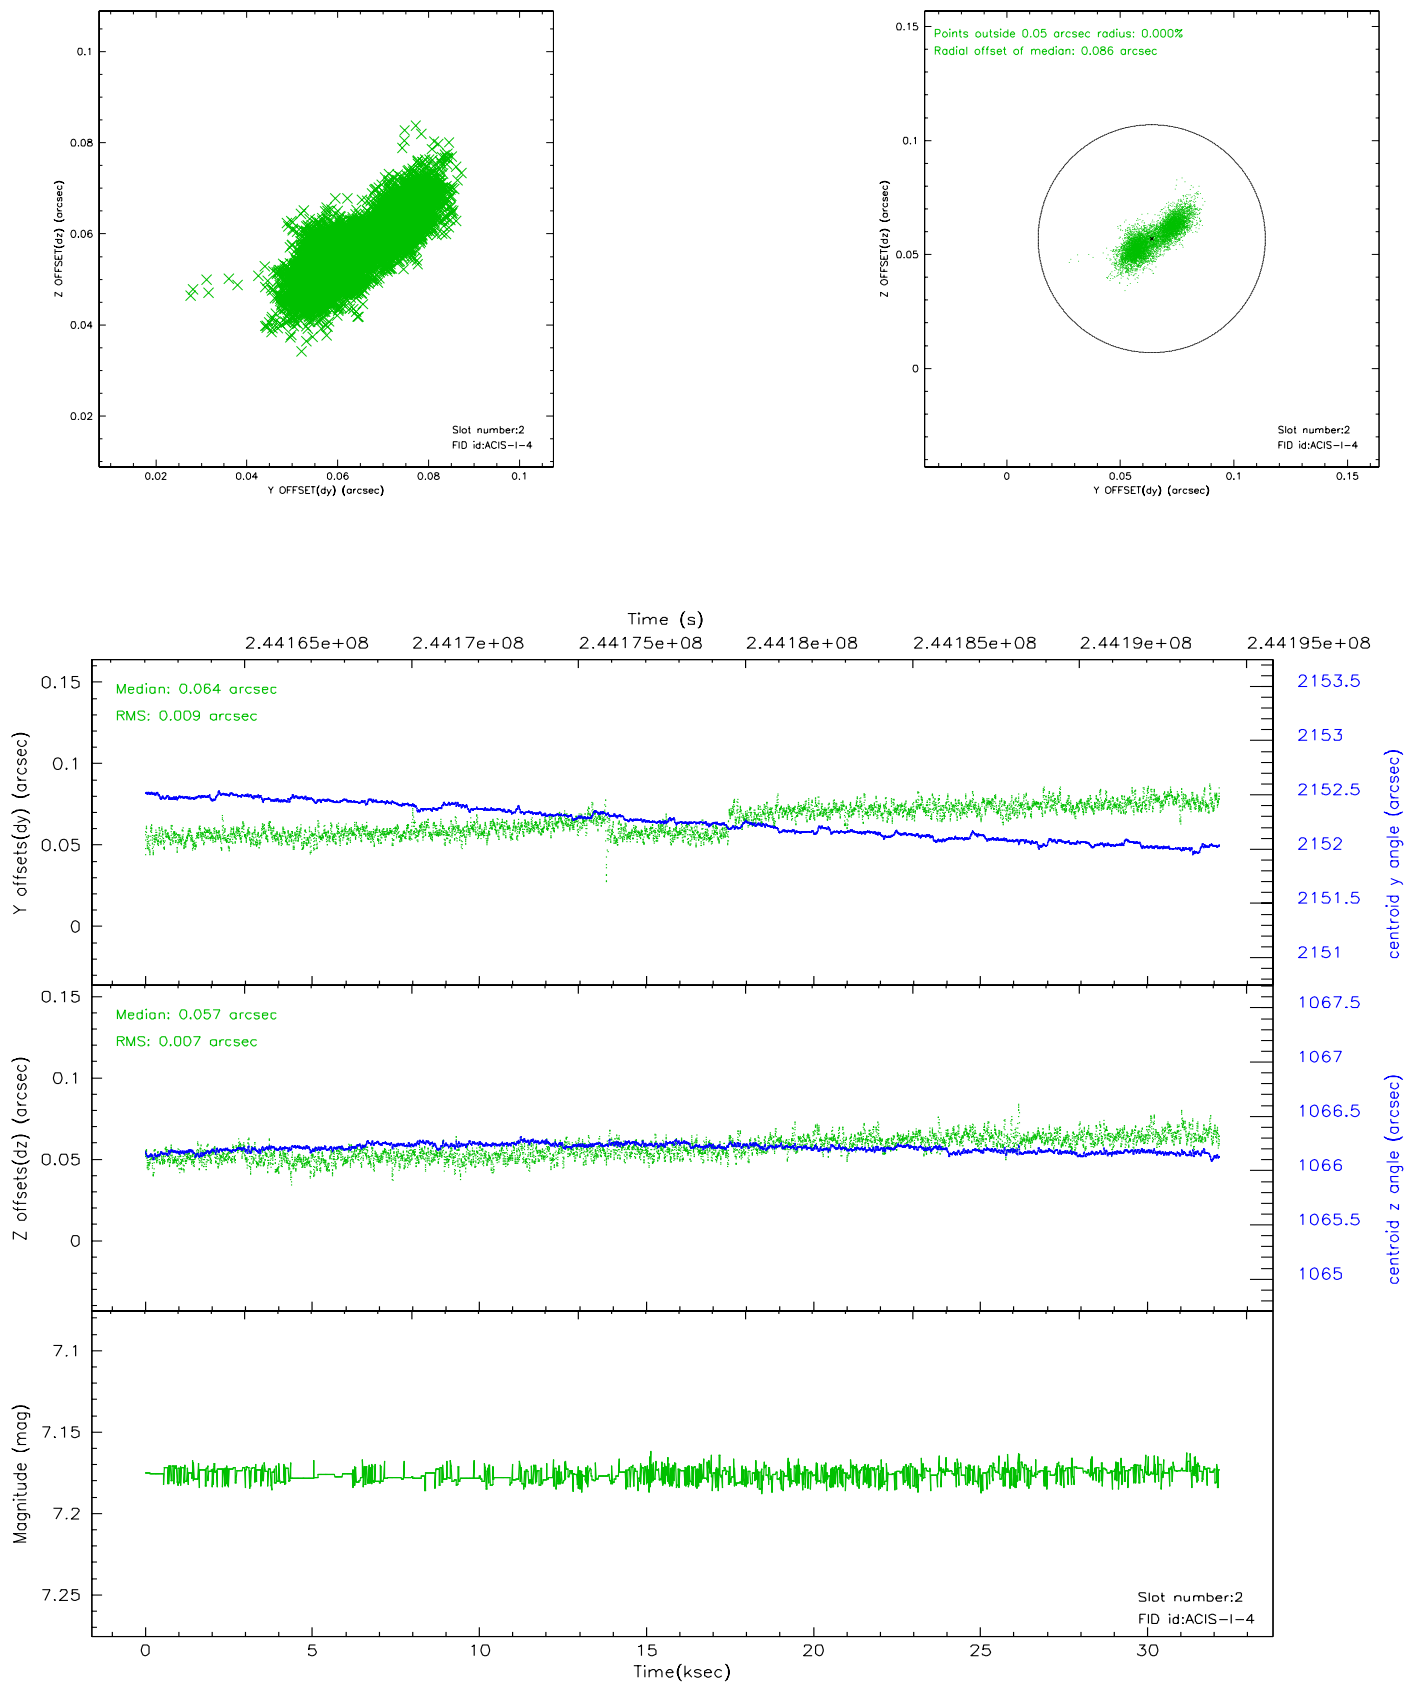 0.1
0.08
0.06
0.04
0.02
Z OFFSET(dz) (arcsec)
Slot number:2
FID id:ACIS-I-4
0.02 0.04 0.06 0.08 0.1
Y OFFSET(dy) (arcsec)
Points outside 0.05 arcsec radius: 0.000%
Radial offset of median: 0.086 arcsec
0.15
0.1
0.05
0
Z OFFSET(dz) (arcsec)
Slot number:2
FID id:ACIS-I-4
0 0.05 0.1 0.15
Y OFFSET(dy) (arcsec)
Time (s)
2.44165e+08 2.4417e+08 2.44175e+08 2.4418e+08 2.44185e+08 2.4419e+08 2.44195e+08
Median: 0.064 arcsec
RMS: 0.009 arcsec
0.15
0.1
0.05
0
Y offsets(dy) (arcsec)
2153.5
2153
2152.5
2152
2151.5
2151
centroid y angle (arcsec)
Median: 0.057 arcsec
RMS: 0.007 arcsec
0.15
0.1
0.05
0
Z offsets(dz) (arcsec)
1067.5
1067
1066.5
1066
1065.5
1065
centroid z angle (arcsec)
7.1
7.15
7.2
7.25
Magnitude (mag)
Slot number:2
FID id:ACIS-I-4
0 5 10 15 20 25 30
Time(ksec)